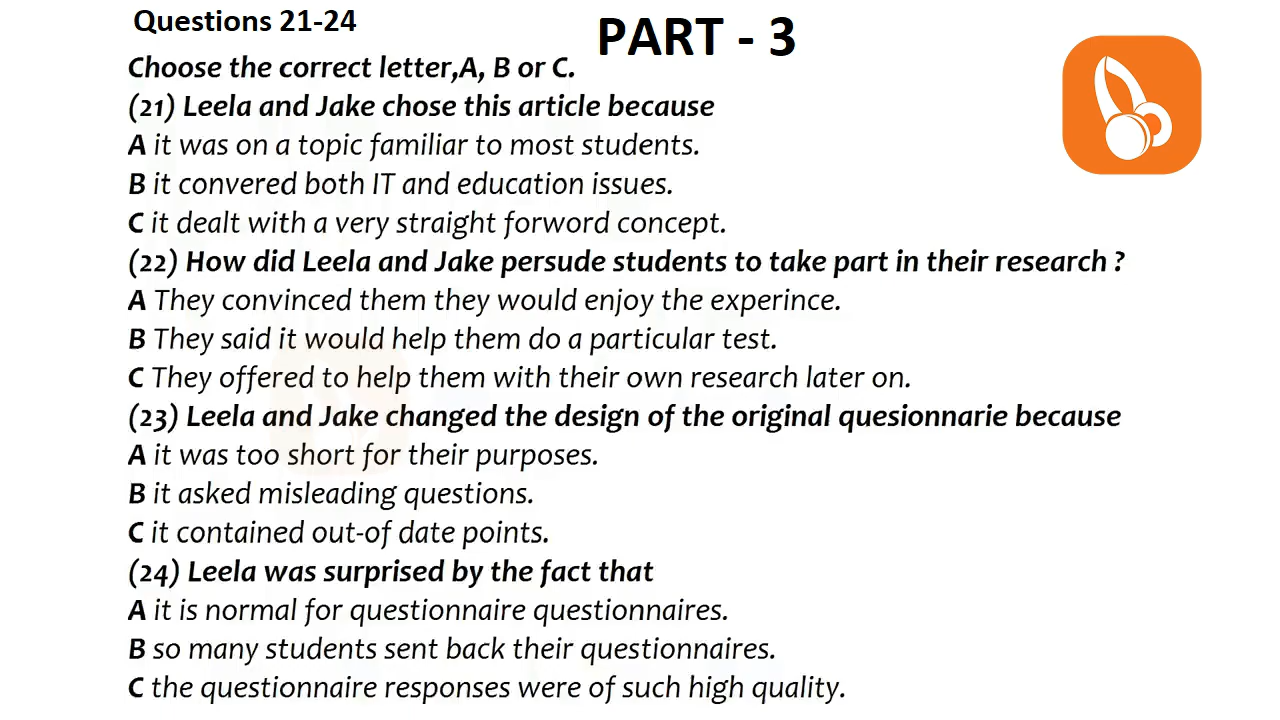 Questions 21-24
PART - 3
Choose the correct letter,A, B or C.
(21) Leela and Jake chose this article because
A it was on a topic familiar to most students.
B it convered both IT and education issues.
C it dealt with a very straight forword concept.
(22) How did Leela and Jake persude students to take part in their research ?
A They convinced them they would enjoy the experince.
B They said it would help them do a particular test.
C They offered to help them with their own research later on.
(23) Leela and Jake changed the design of the original quesionnarie because
A it was too short for their purposes.
B it asked misleading questions.
C it contained out-of date points.
(24) Leela was surprised by the fact that
A it is normal for questionnaire questionnaires.
B so many students sent back their questionnaires.
C the questionnaire responses were of such high quality.